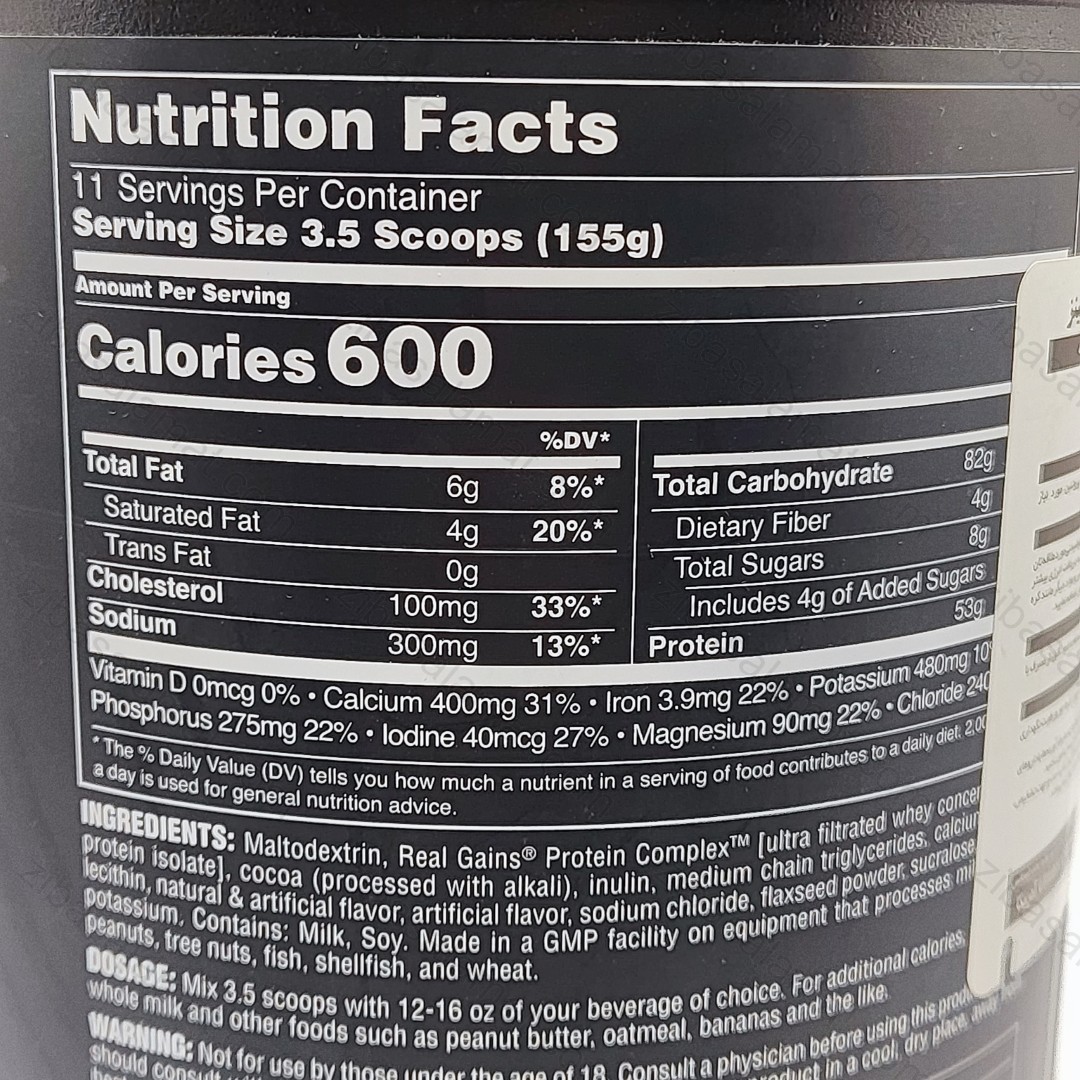 Nutrition Facts
11 Servings Per Container
Serving Size 3.5 Scoops (155g)
Amount Per Serving
Calories 600
%DV*
Total Fat 6g 8%*
Saturated Fat 4g 20%*
Trans Fat 0g
Cholesterol 100mg 33%*
Sodium 300mg 13%*
Total Carbohydrate 82g
Dietary Fiber 4g
Total Sugars 8g
Includes 4g of Added Sugars
Protein 53g
Vitamin D 0mcg 0% • Calcium 400mg 31% • Iron 3.9mg 22% • Potassium 480mg 10%
Phosphorus 275mg 22% • Iodine 40mcg 27% • Magnesium 90mg 22% • Chloride 240
* The % Daily Value (DV) tells you how much a nutrient in a serving of food contributes to a daily diet. 2,00
a day is used for general nutrition advice.
INGREDIENTS: Maltodextrin, Real Gains® Protein Complex™ [ultra filtrated whey concen
protein isolate], cocoa (processed with alkali), inulin, medium chain triglycerides, calcium
lecithin, natural & artificial flavor, artificial flavor, sodium chloride, flaxseed powder, sucralose,
potassium, Contains: Milk, Soy. Made in a GMP facility on equipment that processes mi
peanuts, tree nuts, fish, shellfish, and wheat.
DOSAGE: Mix 3.5 scoops with 12-16 oz of your beverage of choice. For additional calories,
whole milk and other foods such as peanut butter, oatmeal, bananas and the like.
WARNING: Not for use by those under the age of 18. Consult a physician before using this produ
should consult product in a cool, dry place, away